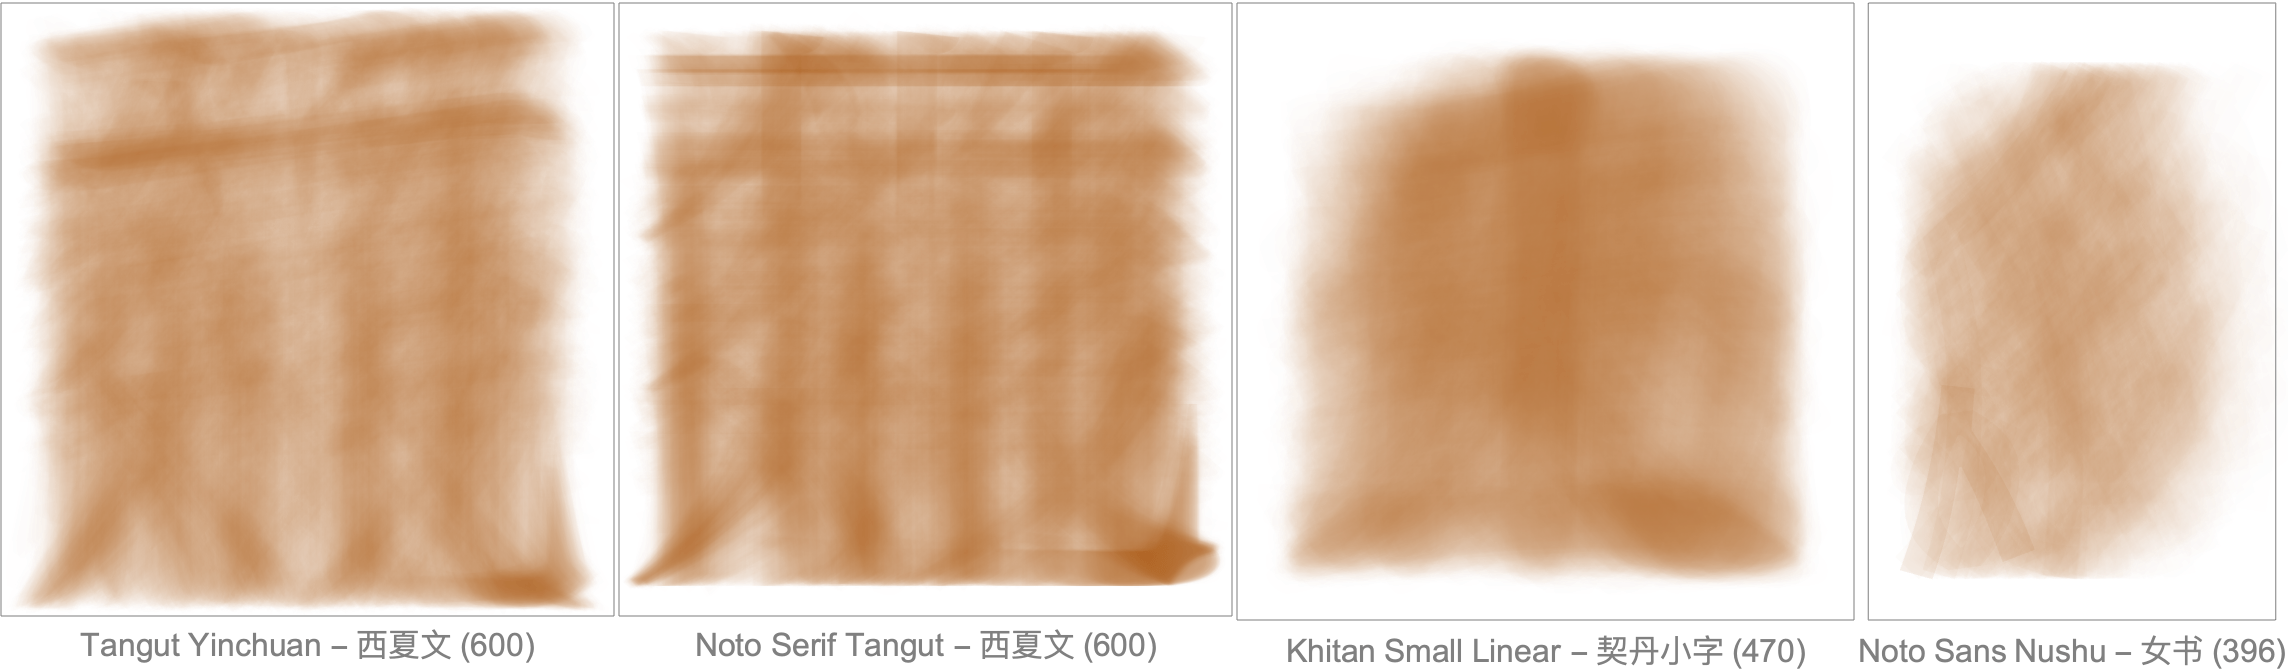 Tangut Yinchuan – 西夏文 (600)
Noto Serif Tangut – 西夏文 (600)
Khitan Small Linear – 契丹小字 (470)
Noto Sans Nushu – 女书 (396)